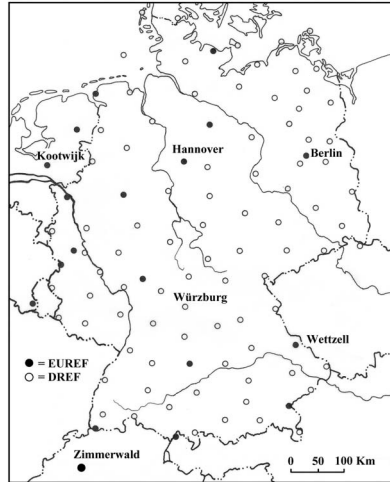 Kootwijk
Hannover
Berlin
Würzburg
Wettzell
● = EUREF
○ = DREF
Zimmerwald
0 50 100 Km